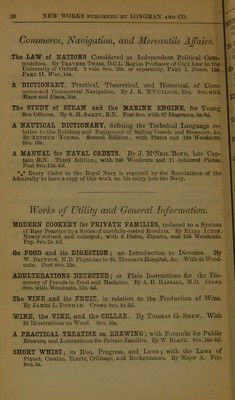 28 NEW WORKS PUBLISHED BY LONGMAN AND CO.
Commerce, Navigation, and Mercantile Affairs.
The LAW of NATIONS Considered as Independent Political Communities. By TRAVERS TWISS, D.C.L. Regius Professor of Civil Law in the
University of Oxford. 2 vols. 8vo. 30s. or separately, PART I. Peace, 12s.
PART II. War, 18s.
A DICTIONARY, Practical, Theoretical, and Historical, of Commerce and Commercial Navigation. By J. R. M'CULLOCH, Esq. 8vo. with
Maps and Plans, 50s.
The STUDY of STEAM and the MARINE ENGINE, for Young
Sea Officers. By S. M. SAXBY, R.N. Post 8vo. with 87 Diagrams, 5s. 6d.
A NAUTICAL DICTIONARY, defining the Technical Language relative to the Building and Equipment of Sailing Vessels and Steamers, &c.
By ARTHUR YOUNG. Second Edition; with Plates and 150 Woodcuts.
8vo. 18s.
A MANUAL for NAVAL CADETS. By J. M'NEIL BOYD, late Captain R.N. Third Edition; with 240 Woodcuts and 11 coloured Plates.
Post 8vo. 12s. 6d.
*** Every Cadet in the Royal Navy is required by the Regulations of the
Admiralty to have a copy of this work on his entry into the Navy.
Works of Utility and General Information.
MODERN COOKERY for PRIVATE FAMILIES, reduced to a System
of Easy Practice in a Series of carefully-tested Receipts. By ELIZA ACTON.
Newly revised and enlarged; with 8 Plates, Figures, and 150 Woodcuts.
Fcp. 8vo. 7s. 6d.
On FOOD and its DIGESTION; an Introduction to Dietetics. By
W. BRINTON, M.D. Physician to St. Thomas's Hospital, &c. With 48 Woodcuts. Post 8vo. 12s.
ADULTERATIONS DETECTED; or Plain Instructions for the Discovery of Frauds in Food and Medicine. By A. H. HASSALL, M.D. Crown
8vo. with Woodcuts, 17s. 6d.
The VINE and its FRUIT, in relation to the Production of Wine.
By JAMES L. DENMAN. Crown 8vo. 8s. 6d.
WINE, the VINE, and the CELLAR. By THOMAS G. SHAW. With
28 Illustrations on Wood. 8vo. 16s.
A PRACTICAL TREATISE on BREWING; with Formulæ for Public
Brewers, and Instructions for Private Families. By W. BLACK. 8vo. 10s. 6d.
SHORT WHIST; its Rise, Progress, and Laws; with the Laws of
Piquet, Cassino, Ecarté, Cribbage, and Backgammon. By Major A. Fcp.
8vo. 3s.